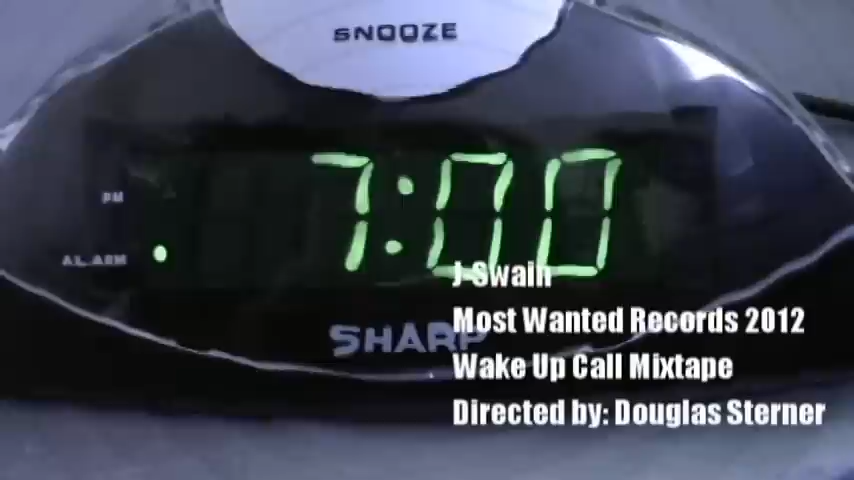 SNOOZE
7:00
PM
ALARM
SHARP
J-Swain
Most Wanted Records 2012
Wake Up Call Mixtape
Directed by: Douglas Sterner